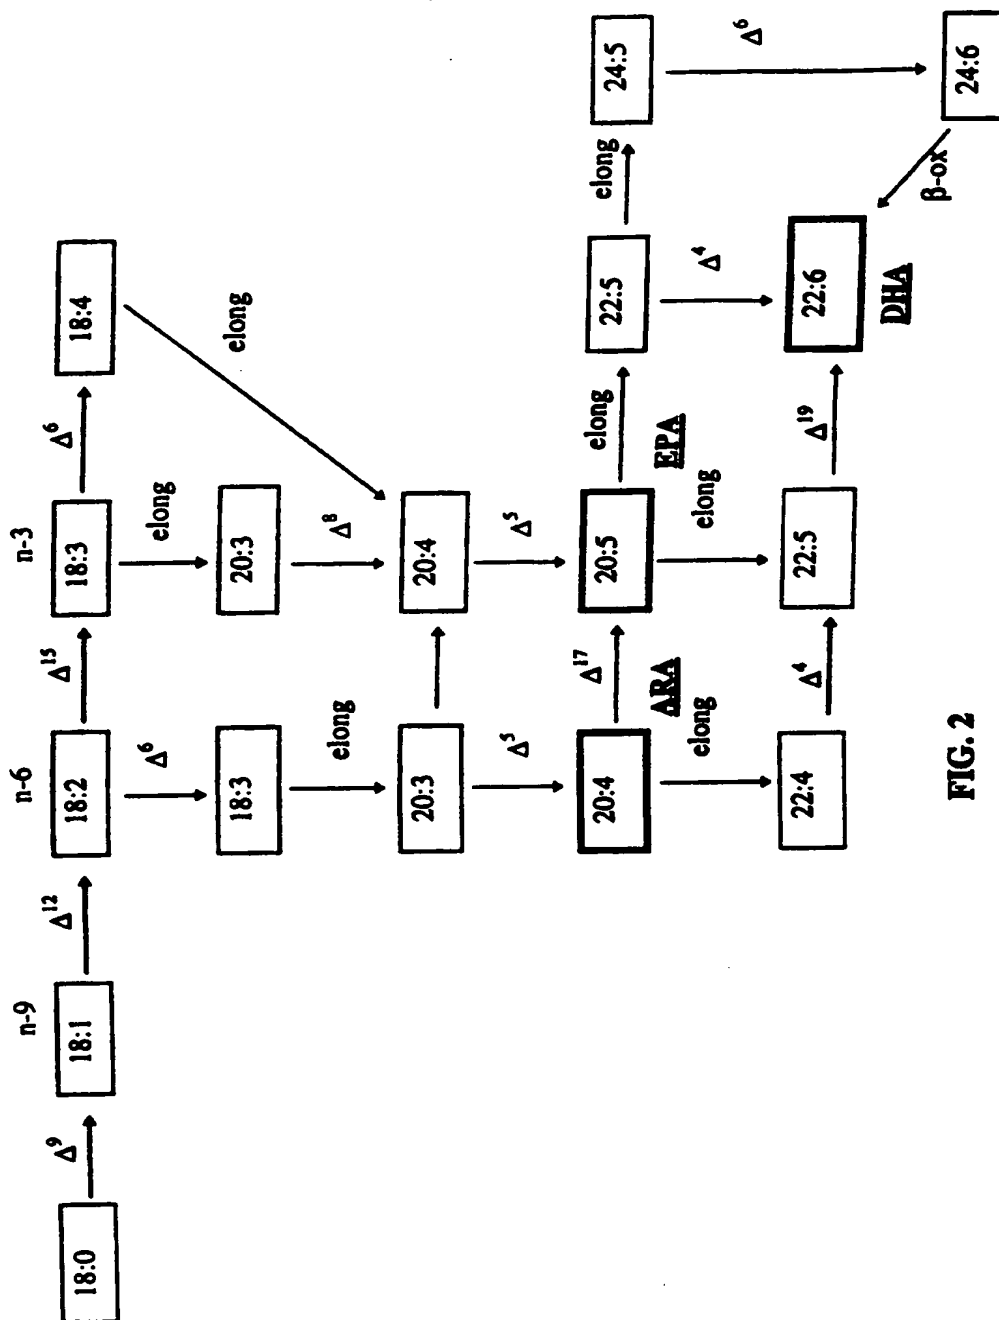 n-9
n-6
n-3
18:0
Δ⁹
18:1
Δ¹²
18:2
Δ¹⁵
18:3
Δ⁶
18:4
Δ⁶
elong
elong
18:3
20:3
elong
Δ⁸
20:3
20:4
Δ⁵
Δ⁵
20:4
Δ¹⁷
20:5
elong
22:5
elong
24:5
ARA
EPA
elong
elong
Δ⁴
Δ⁶
22:4
Δ⁴
22:5
Δ¹⁹
22:6
β-ox
24:6
DHA
FIG. 2